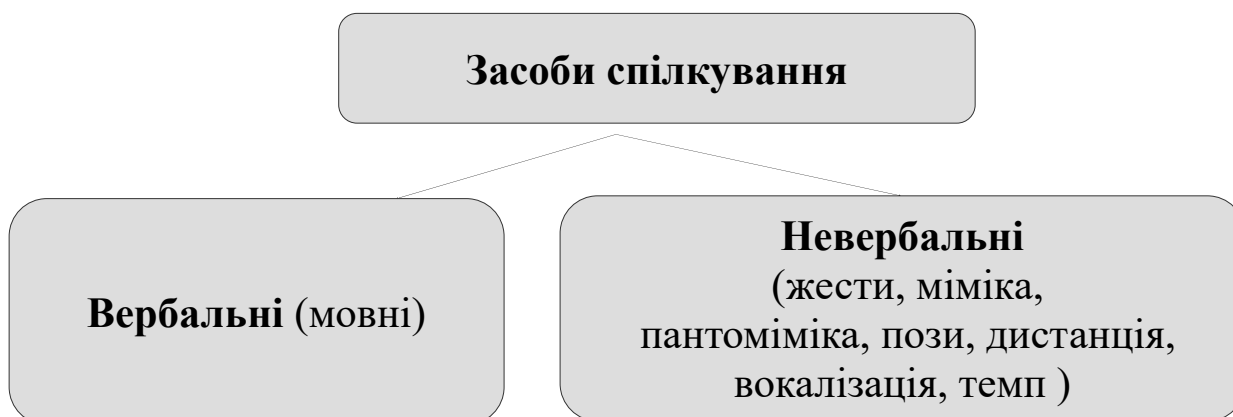 Засоби спілкування
Вербальні (мовні)
Невербальні
(жести, міміка,
пантоміміка, пози, дистанція,
вокалізація, темп )